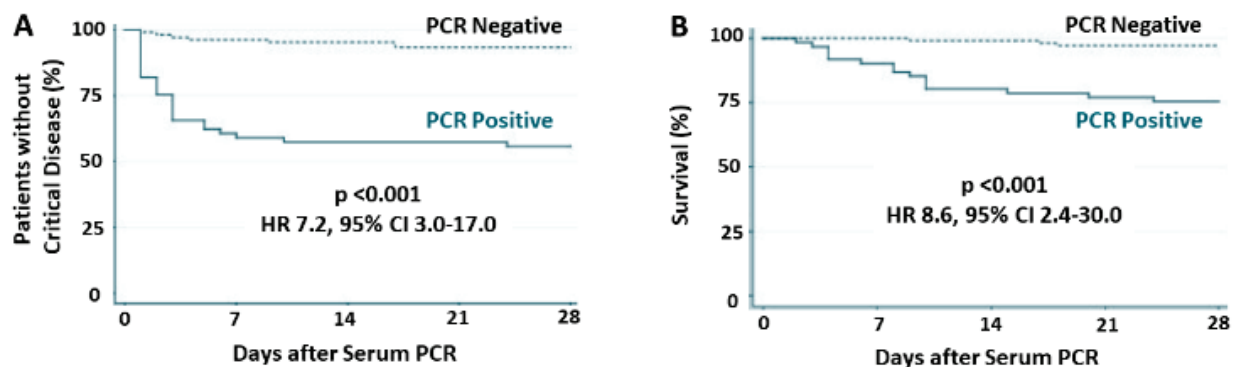 A
PCR Negative
100
75
50
25
0
Patients without
Critical Disease (%)
PCR Positive
p <0.001
HR 7.2, 95% CI 3.0-17.0
0 7 14 21 28
Days after Serum PCR
B
PCR Negative
100
75
50
25
0
Survival (%)
PCR Positive
p <0.001
HR 8.6, 95% CI 2.4-30.0
0 7 14 21 28
Days after Serum PCR